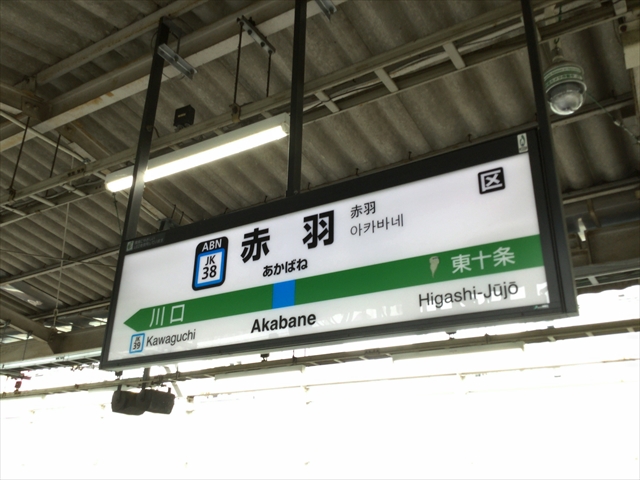 ABN
JK
38
赤羽
あかばね
赤羽
아카바네
区
川口
JK
39
Kawaguchi
Akabane
東十条
Higashi-Jūjō